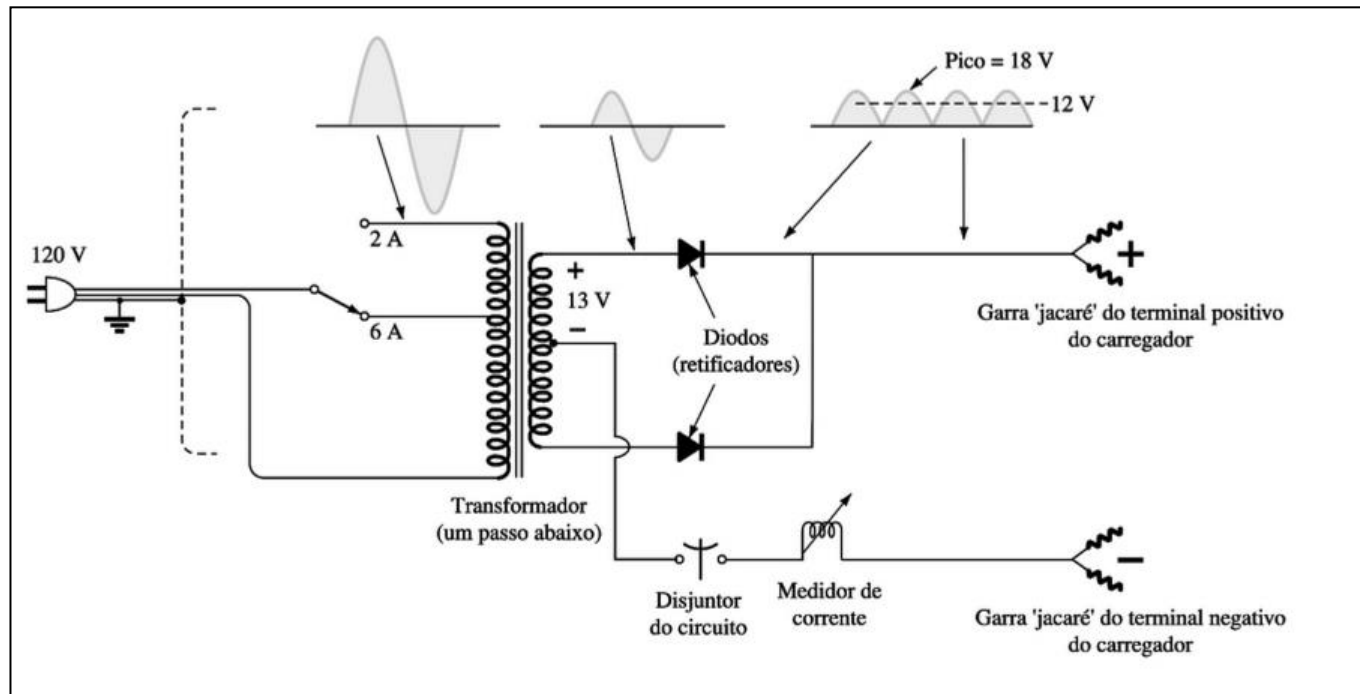 Pico = 18 V
12 V
2 A
120 V
6 A
+
13 V
−
Diodos
(retificadores)
+
Garra 'jacaré' do terminal positivo
do carregador
Transformador
(um passo abaixo)
Disjuntor
do circuito
Medidor de
corrente
−
Garra 'jacaré' do terminal negativo
do carregador